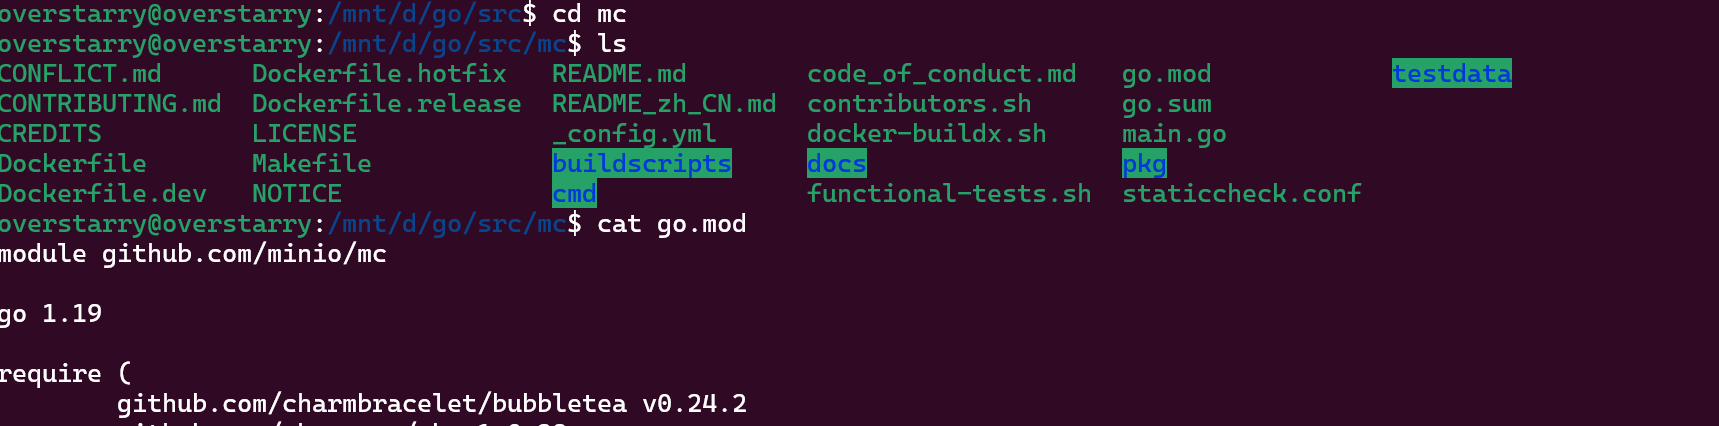 overstarry@overstarry:/mnt/d/go/src$ cd mc
overstarry@overstarry:/mnt/d/go/src/mc$ ls
CONFLICT.md      Dockerfile.hotfix   README.md        code_of_conduct.md   go.mod            testdata
CONTRIBUTING.md  Dockerfile.release  README_zh_CN.md  contributors.sh      go.sum
CREDITS          LICENSE             _config.yml      docker-buildx.sh     main.go
Dockerfile       Makefile            buildscripts     docs                 pkg
Dockerfile.dev   NOTICE              cmd              functional-tests.sh  staticcheck.conf
overstarry@overstarry:/mnt/d/go/src/mc$ cat go.mod
module github.com/minio/mc
go 1.19
require (
        github.com/charmbracelet/bubbletea v0.24.2